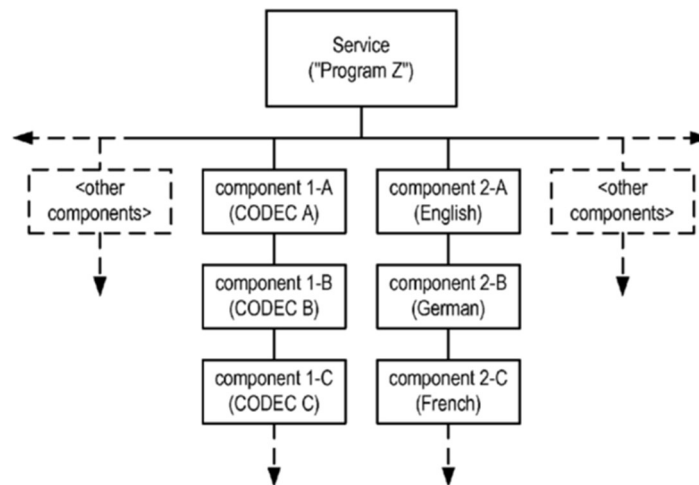 Service
("Program Z")
<other
components>
component 1-A
(CODEC A)
component 2-A
(English)
<other
components>
component 1-B
(CODEC B)
component 2-B
(German)
component 1-C
(CODEC C)
component 2-C
(French)